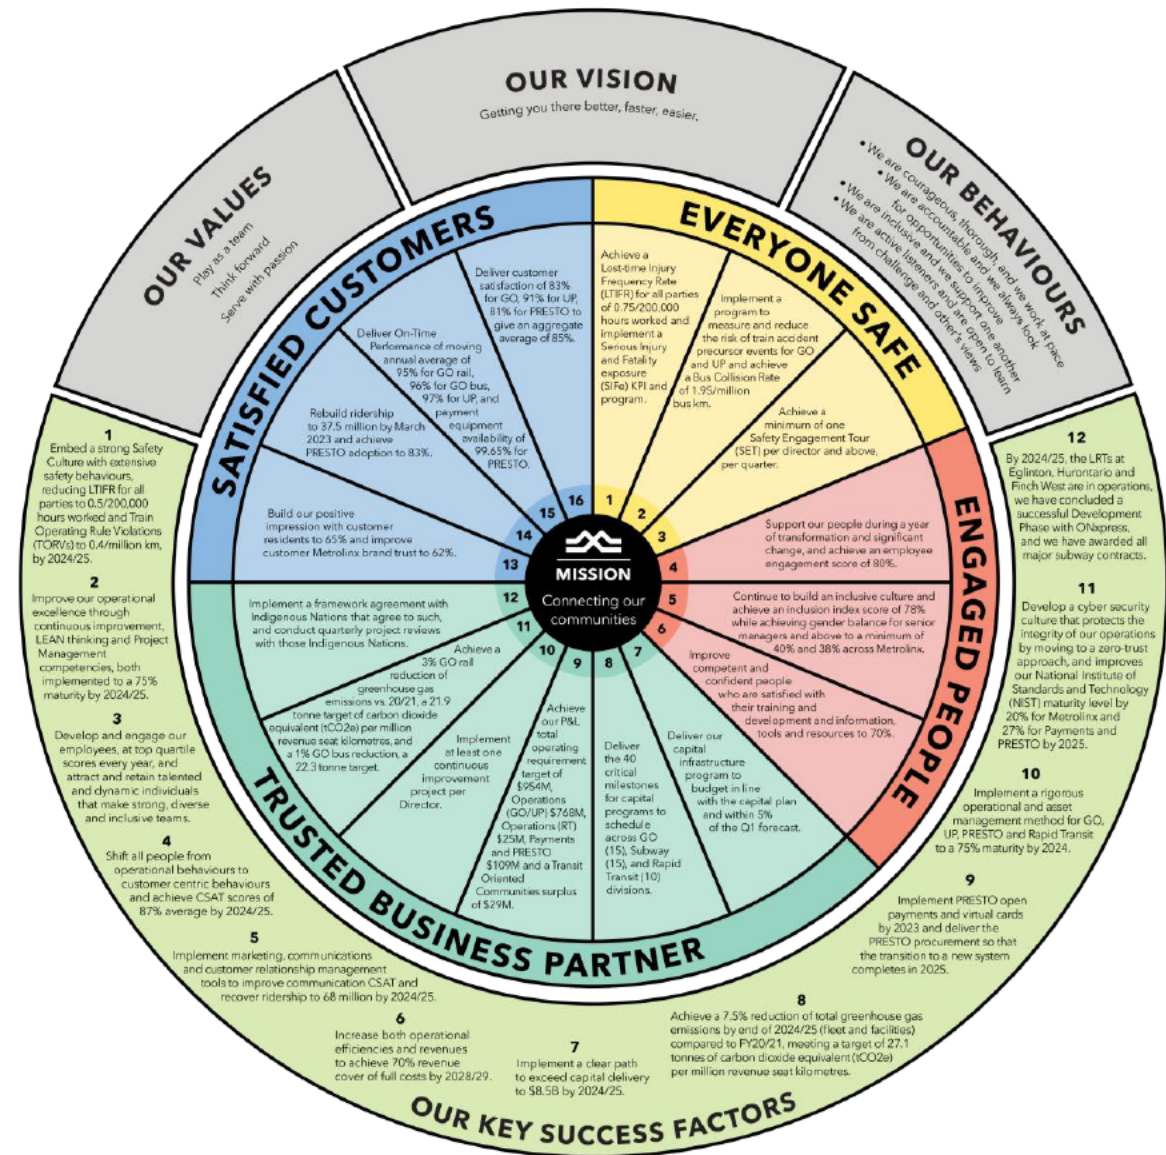 OUR VISION
Getting you there better, faster, easier.
OUR VALUES
Play as a team
Think forward
Serve with passion
OUR BEHAVIOURS
• We are courageous, thorough, and we work at pace
• We are accountable and we always look
for opportunities to improve
• We are inclusive and we support one another
• We are active listeners and are open to learn
from challenge and other's views
EVERYONE SAFE
1
Achieve a
Lost-time Injury
Frequency Rate
(LTIFR) for all parties
of 0.75/200,000
hours worked and
implement a
Serious Injury
and Fatality
exposure
(SIFe) KPI and
program.
2
Implement a
program to
measure and reduce
the risk of train accident
precursor events for GO
and UP and achieve
a Bus Collision Rate
of 1.95/million
bus km.
3
Achieve a
minimum of one
Safety Engagement Tour
(SET) per director and above,
per quarter.
ENGAGED PEOPLE
4
Support our people during a year
of transformation and significant
change, and achieve an employee
engagement score of 80%.
5
Continue to build an inclusive culture and
achieve an inclusion index score of 78%
while achieving gender balance for senior
managers and above to a minimum of
40% and 38% across Metrolinx.
6
Improve
competent and
confident people
who are satisfied with
their training and
development and information,
tools and resources to 70%.
TRUSTED BUSINESS PARTNER
7
Deliver our
capital
infrastructure
program to
budget in line
with the capital plan
and within 5%
of the Q1 forecast.
8
Deliver
the 40
critical
milestones
for capital
programs to
schedule
across GO
(15), Subway
(15), and Rapid
Transit (10)
divisions.
9
Achieve
our P&L
total
operating
requirement
target of
$954M,
Operations
(GO/UP) $768M,
Operations (RT)
$25M, Payments
and PRESTO
$109M and a Transit
Oriented
Communities surplus
of $29M.
10
Implement
at least one
continuous
improvement
project per
Director.
11
Achieve a
3% GO rail
reduction of
greenhouse gas
emissions vs. 20/21, a 21.9
tonne target of carbon dioxide
equivalent (tCO2e) per million
revenue seat kilometres, and
a 1% GO bus reduction, a
22.3 tonne target.
12
Implement a framework agreement with
Indigenous Nations that agree to such,
and conduct quarterly project reviews
with those Indigenous Nations.
SATISFIED CUSTOMERS
13
Build our positive
impression with customer
residents to 65% and improve
customer Metrolinx brand trust to 62%.
14
Rebuild ridership
to 37.5 million by March
2023 and achieve
PRESTO adoption to 83%.
15
Deliver On-Time
Performance of moving
annual average of
95% for GO rail,
96% for GO bus,
97% for UP, and
payment
equipment
availability of
99.65% for
PRESTO.
16
Deliver customer
satisfaction of 83%
for GO, 91% for UP,
81% for PRESTO to
give an aggregate
average of 85%.
MISSION
Connecting our
communities
1
Embed a strong Safety
Culture with extensive
safety behaviours,
reducing LTIFR for all
parties to 0.5/200,000
hours worked and Train
Operating Rule Violations
(TORVs) to 0.4/million km,
by 2024/25.
2
Improve our operational
excellence through
continuous improvement,
LEAN thinking and Project
Management
competencies, both
implemented to a 75%
maturity by 2024/25.
3
Develop and engage our
employees, at top quartile
scores every year, and
attract and retain talented
and dynamic individuals
that make strong, diverse
and inclusive teams.
4
Shift all people from
operational behaviours to
customer centric behaviours
and achieve CSAT scores of
87% average by 2024/25.
5
Implement marketing, communications
and customer relationship management
tools to improve communication CSAT and
recover ridership to 68 million by 2024/25.
6
Increase both operational
efficiencies and revenues
to achieve 70% revenue
cover of full costs by 2028/29.
7
Implement a clear path
to exceed capital delivery
to $8.5B by 2024/25.
8
Achieve a 7.5% reduction of total greenhouse gas
emissions by end of 2024/25 (fleet and facilities)
compared to FY20/21, meeting a target of 27.1
tonnes of carbon dioxide equivalent (tCO2e)
per million revenue seat kilometres.
9
Implement PRESTO open
payments and virtual cards
by 2023 and deliver the
PRESTO procurement so that
the transition to a new system
completes in 2025.
10
Implement a rigorous
operational and asset
management method for GO,
UP, PRESTO and Rapid Transit
to a 75% maturity by 2024.
11
Develop a cyber security
culture that protects the
integrity of our operations
by moving to a zero-trust
approach, and improves
our National Institute of
Standards and Technology
(NIST) maturity level by
20% for Metrolinx and
27% for Payments and
PRESTO by 2025.
12
By 2024/25, the LRTs at
Eglinton, Hurontario and
Finch West are in operations,
we have concluded a
successful Development
Phase with ONxpress,
and we have awarded all
major subway contracts.
OUR KEY SUCCESS FACTORS